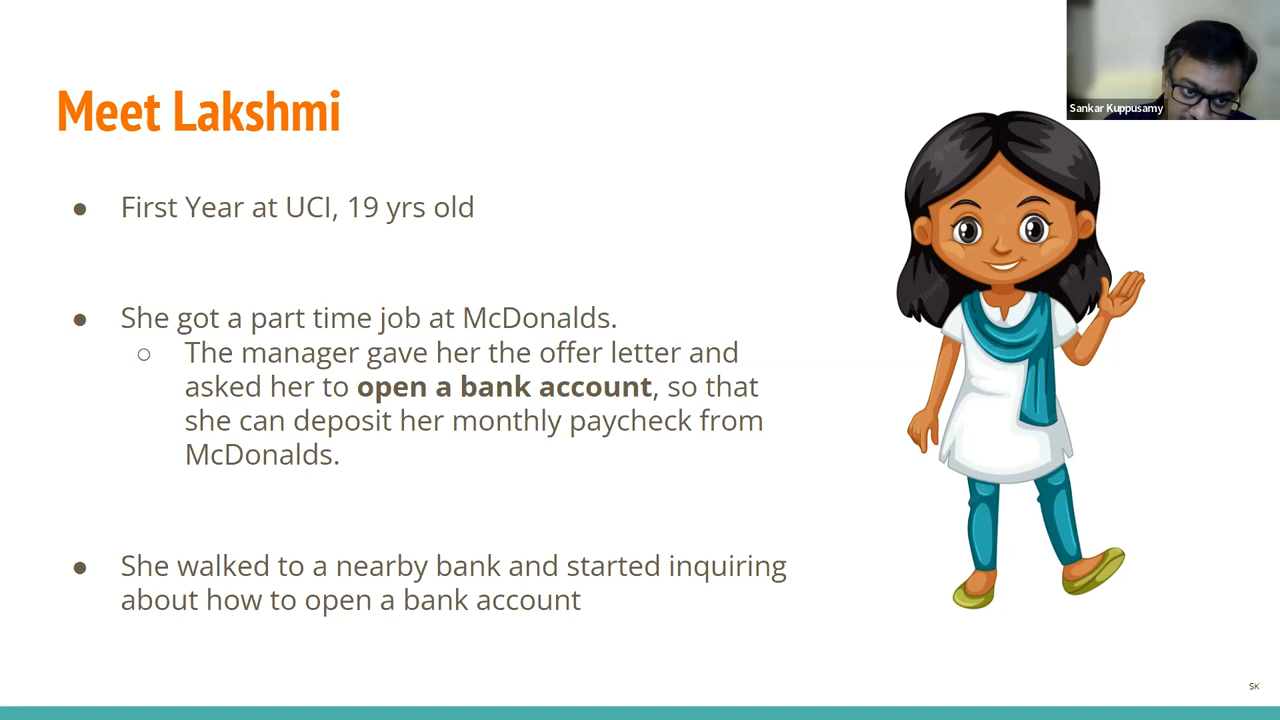 Meet Lakshmi
Sankar Kuppusamy
● First Year at UCI, 19 yrs old
● She got a part time job at McDonalds.
○ The manager gave her the offer letter and
asked her to open a bank account, so that
she can deposit her monthly paycheck from
McDonalds.
● She walked to a nearby bank and started inquiring
about how to open a bank account
SK